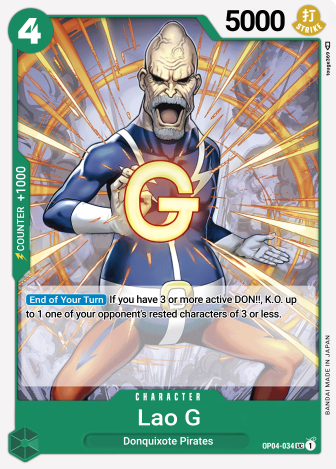 4
5000
打
STRIKE
COUNTER +1000
G
G
End of Your Turn If you have 3 or more active DON!!, K.O. up
to 1 one of your opponent's rested characters of 3 or less.
CHARACTER
Lao G
Donquixote Pirates
OP04-034 UC 1
BANDAI MADE IN JAPAN